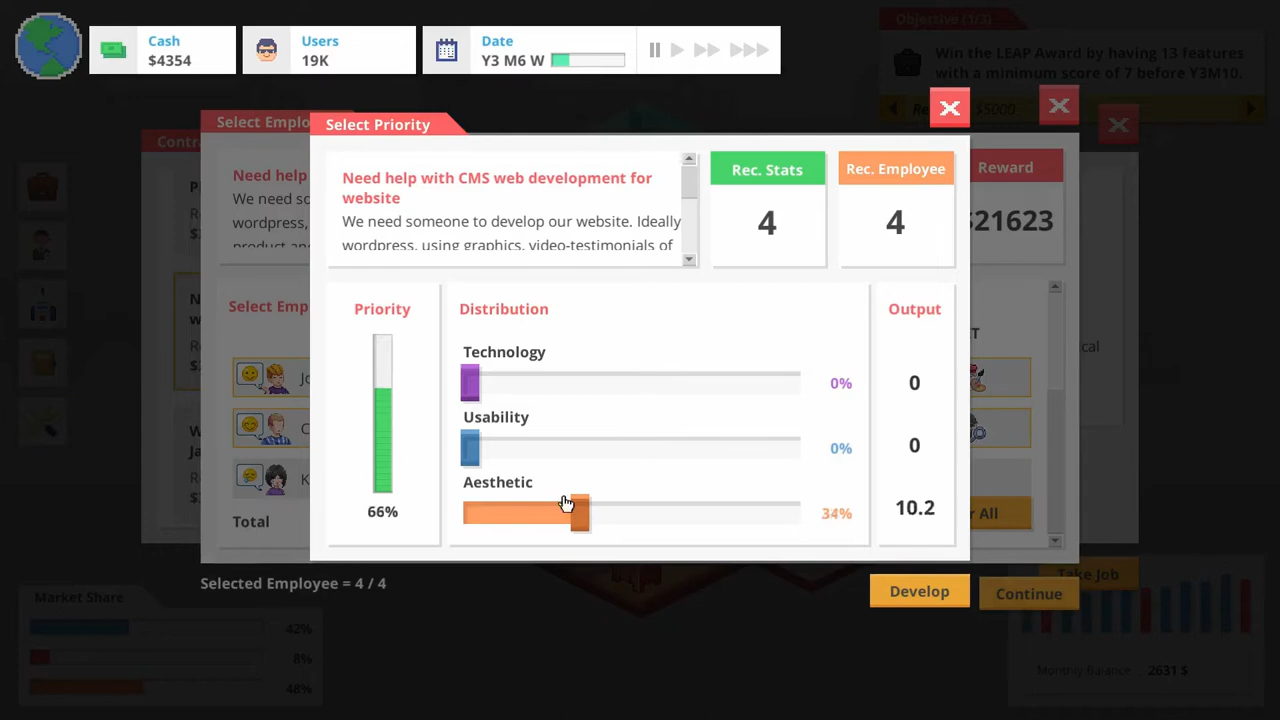 Cash
$4354
Users
19K
Date
Y3 M6 W
Objective (1/3)
Win the LEAP Award by having 13 features
with a minimum score of 7 before Y3M10.
$5000
Select Priority
Need help with CMS web development for
website
We need someone to develop our website. Ideally
wordpress, using graphics, video-testimonials of
Rec. Stats
4
Rec. Employee
4
Reward
$21623
Need help
We need
wordpress,
product and
Priority
66%
Distribution
Technology
0%
Usability
0%
Aesthetic
34%
Output
0
0
10.2
Total
Selected Employee = 4 / 4
Develop
Continue
Take Job
Market Share
42%
8%
48%
Monthly Balance
2631 $